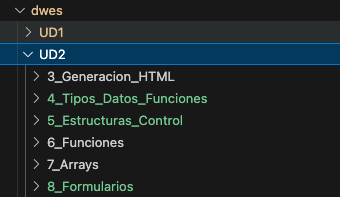 dwes
UD1
UD2
3_Generacion_HTML
4_Tipos_Datos_Funciones
5_Estructuras_Control
6_Funciones
7_Arrays
8_Formularios